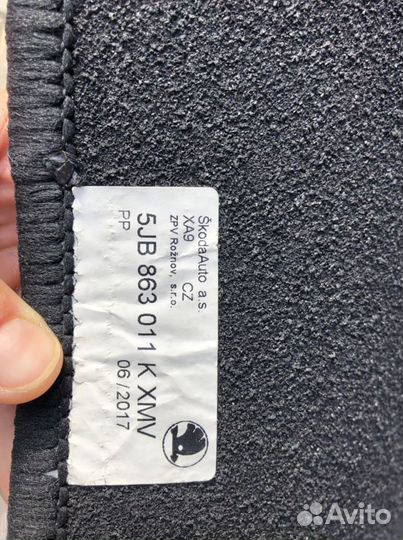 ŠkodaAuto a.s
XA9 CZ
ZPV Rožnov, s.r.o.
5JB 863 011 K XMV
PP 06/2017
Avito